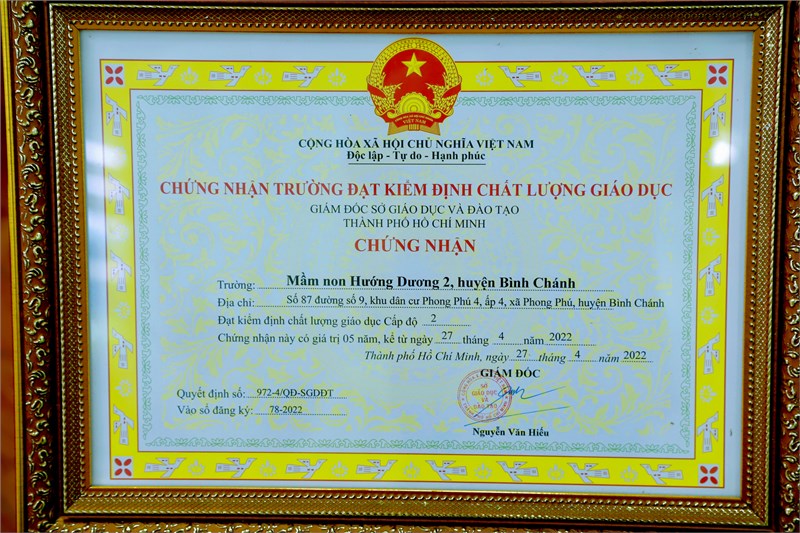 CỘNG HÒA XÃ HỘI CHỦ NGHĨA VIỆT NAM
Độc lập - Tự do - Hạnh phúc
CHỨNG NHẬN TRƯỜNG ĐẠT KIỂM ĐỊNH CHẤT LƯỢNG GIÁO DỤC
GIÁM ĐỐC SỞ GIÁO DỤC VÀ ĐÀO TẠO
THÀNH PHỐ HỒ CHÍ MINH
CHỨNG NHẬN
Trường: Mầm non Hướng Dương 2, huyện Bình Chánh
Địa chỉ: Số 87 đường số 9, khu dân cư Phong Phú 4, ấp 4, xã Phong Phú, huyện Bình Chánh
Đạt kiểm định chất lượng giáo dục Cấp độ 2
Chứng nhận này có giá trị 05 năm, kể từ ngày 27 tháng 4 năm 2022
Thành phố Hồ Chí Minh, ngày 27 tháng 4 năm 2022
GIÁM ĐỐC
SỞ
GIÁO DỤC
VÀ
ĐÀO TẠO
Quyết định số: 972-4/QĐ-SGDĐT
Vào sổ đăng ký: 78-2022
Nguyễn Văn Hiếu